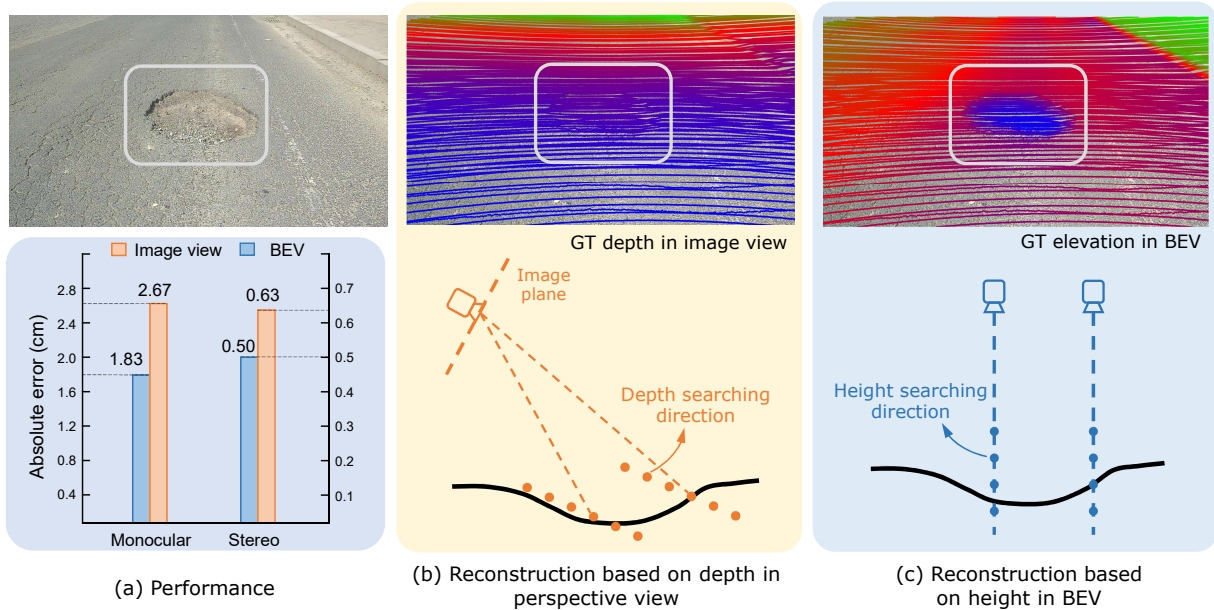 Image view
BEV
Absolute error (cm)
2.8
2.4
2.0
1.6
1.2
0.8
0.4
2.67
1.83
0.63
0.50
0.7
0.6
0.5
0.4
0.3
0.2
0.1
Monocular
Stereo
(a) Performance
GT depth in image view
Image
plane
Depth searching
direction
(b) Reconstruction based on depth in
perspective view
GT elevation in BEV
Height searching
direction
(c) Reconstruction based
on height in BEV